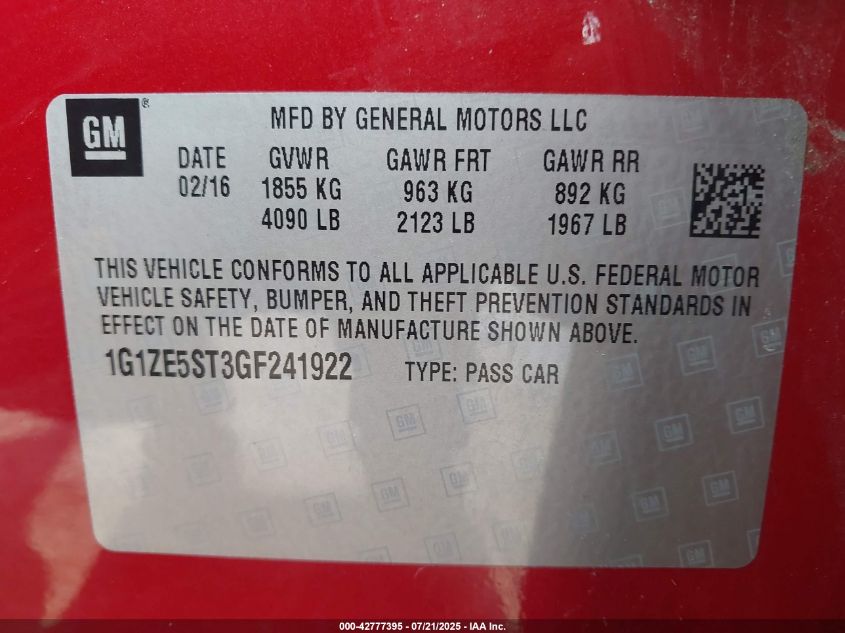 GM®
MFD BY GENERAL MOTORS LLC
DATE GVWR GAWR FRT GAWR RR
02/16 1855 KG 963 KG 892 KG
4090 LB 2123 LB 1967 LB
THIS VEHICLE CONFORMS TO ALL APPLICABLE U.S. FEDERAL MOTOR
VEHICLE SAFETY, BUMPER, AND THEFT PREVENTION STANDARDS IN
EFFECT ON THE DATE OF MANUFACTURE SHOWN ABOVE.
1G1ZE5ST3GF241922 TYPE: PASS CAR
000-42777395 - 07/21/2025 - IAA Inc.